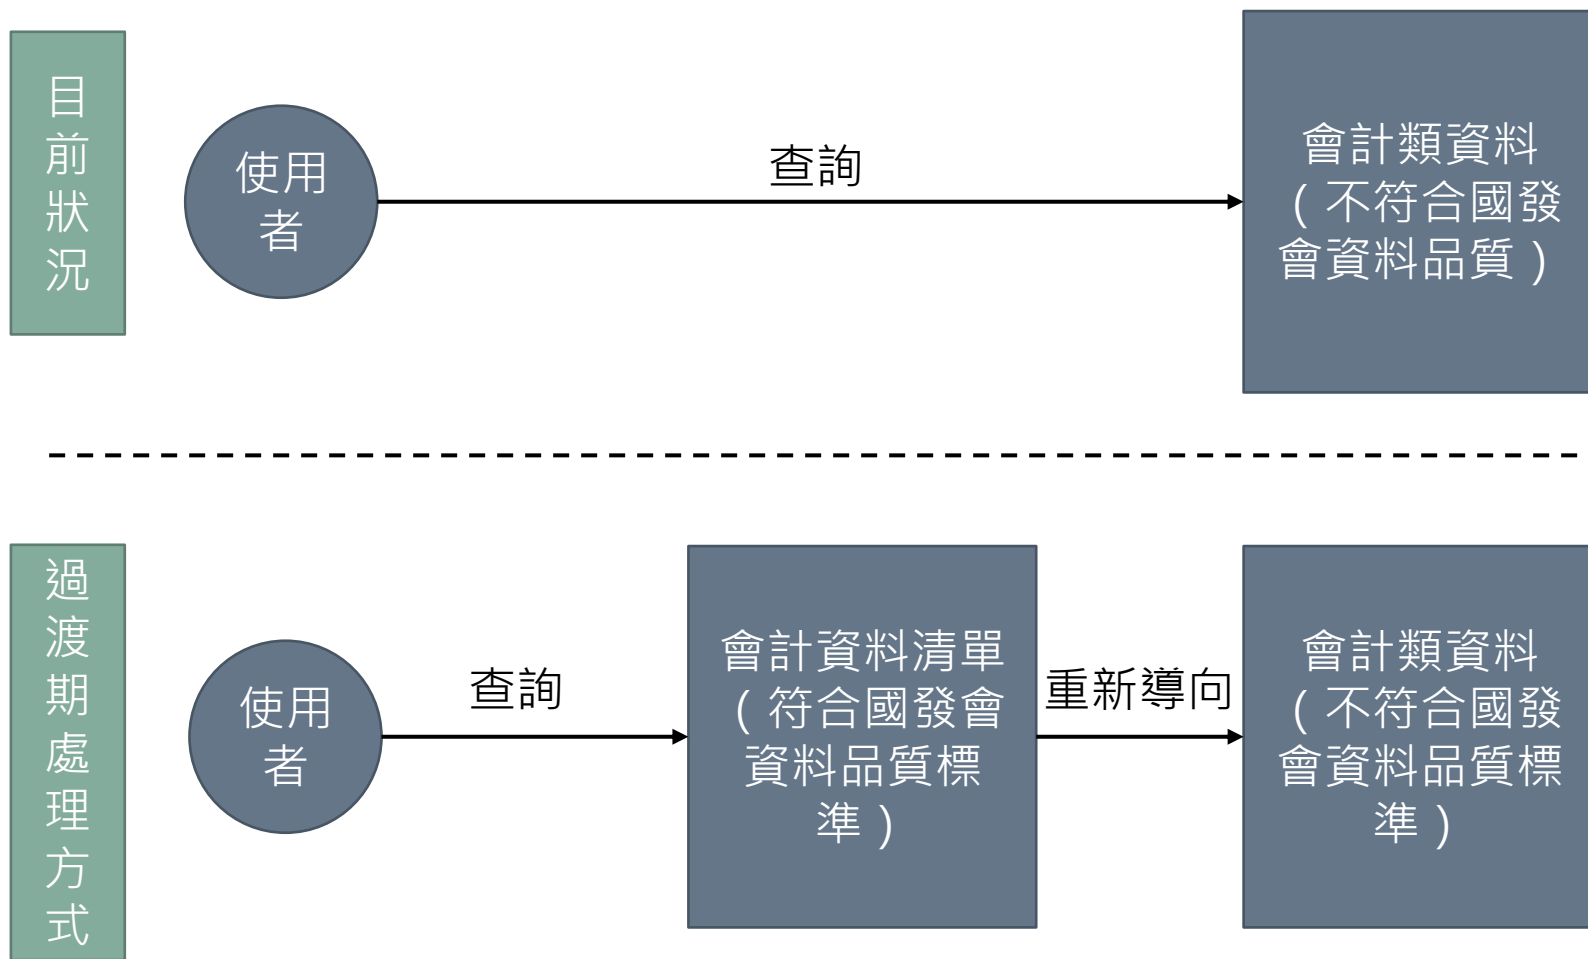 目前狀況
使用
者
查詢
會計類資料
（不符合國發
會資料品質）
過渡期處理方式
使用
者
查詢
會計資料清單
（符合國發會
資料品質標
準）
重新導向
會計類資料
（不符合國發
會資料品質標
準）